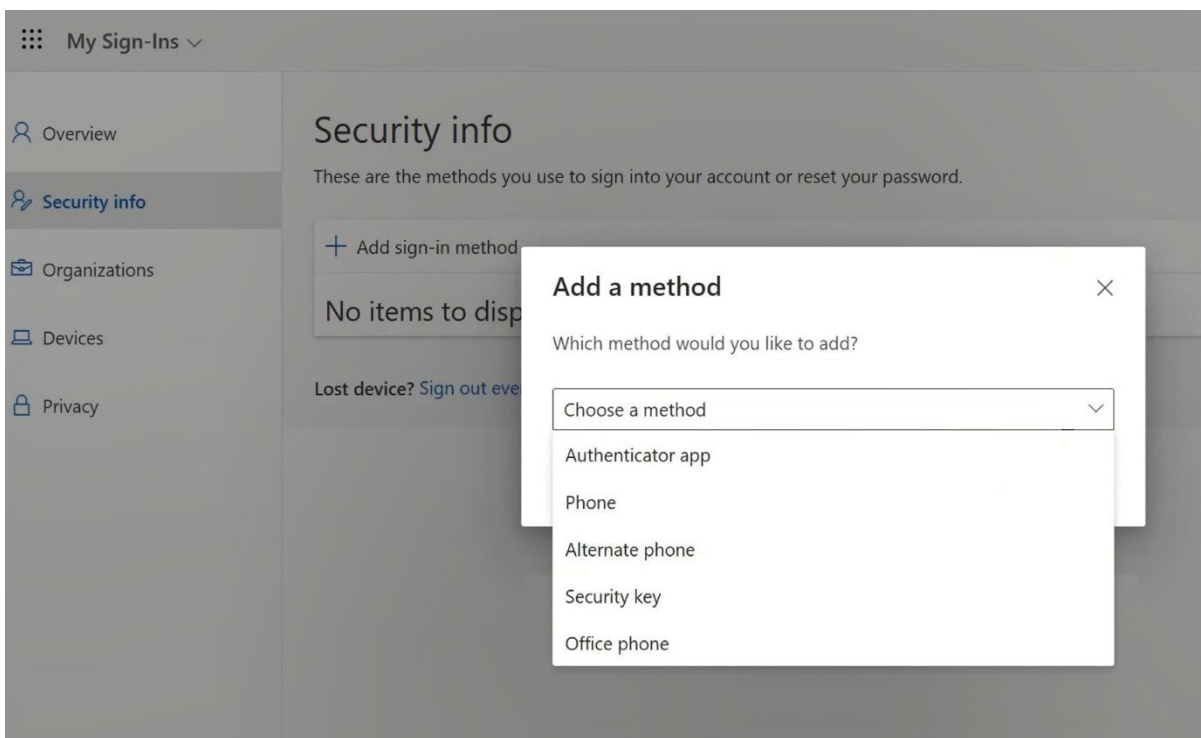 My Sign-Ins
Overview
Security info
Organizations
Devices
Privacy
Security info
These are the methods you use to sign into your account or reset your password.
+ Add sign-in method
No items to disp
Lost device? Sign out eve
Add a method
Which method would you like to add?
Choose a method
Authenticator app
Phone
Alternate phone
Security key
Office phone